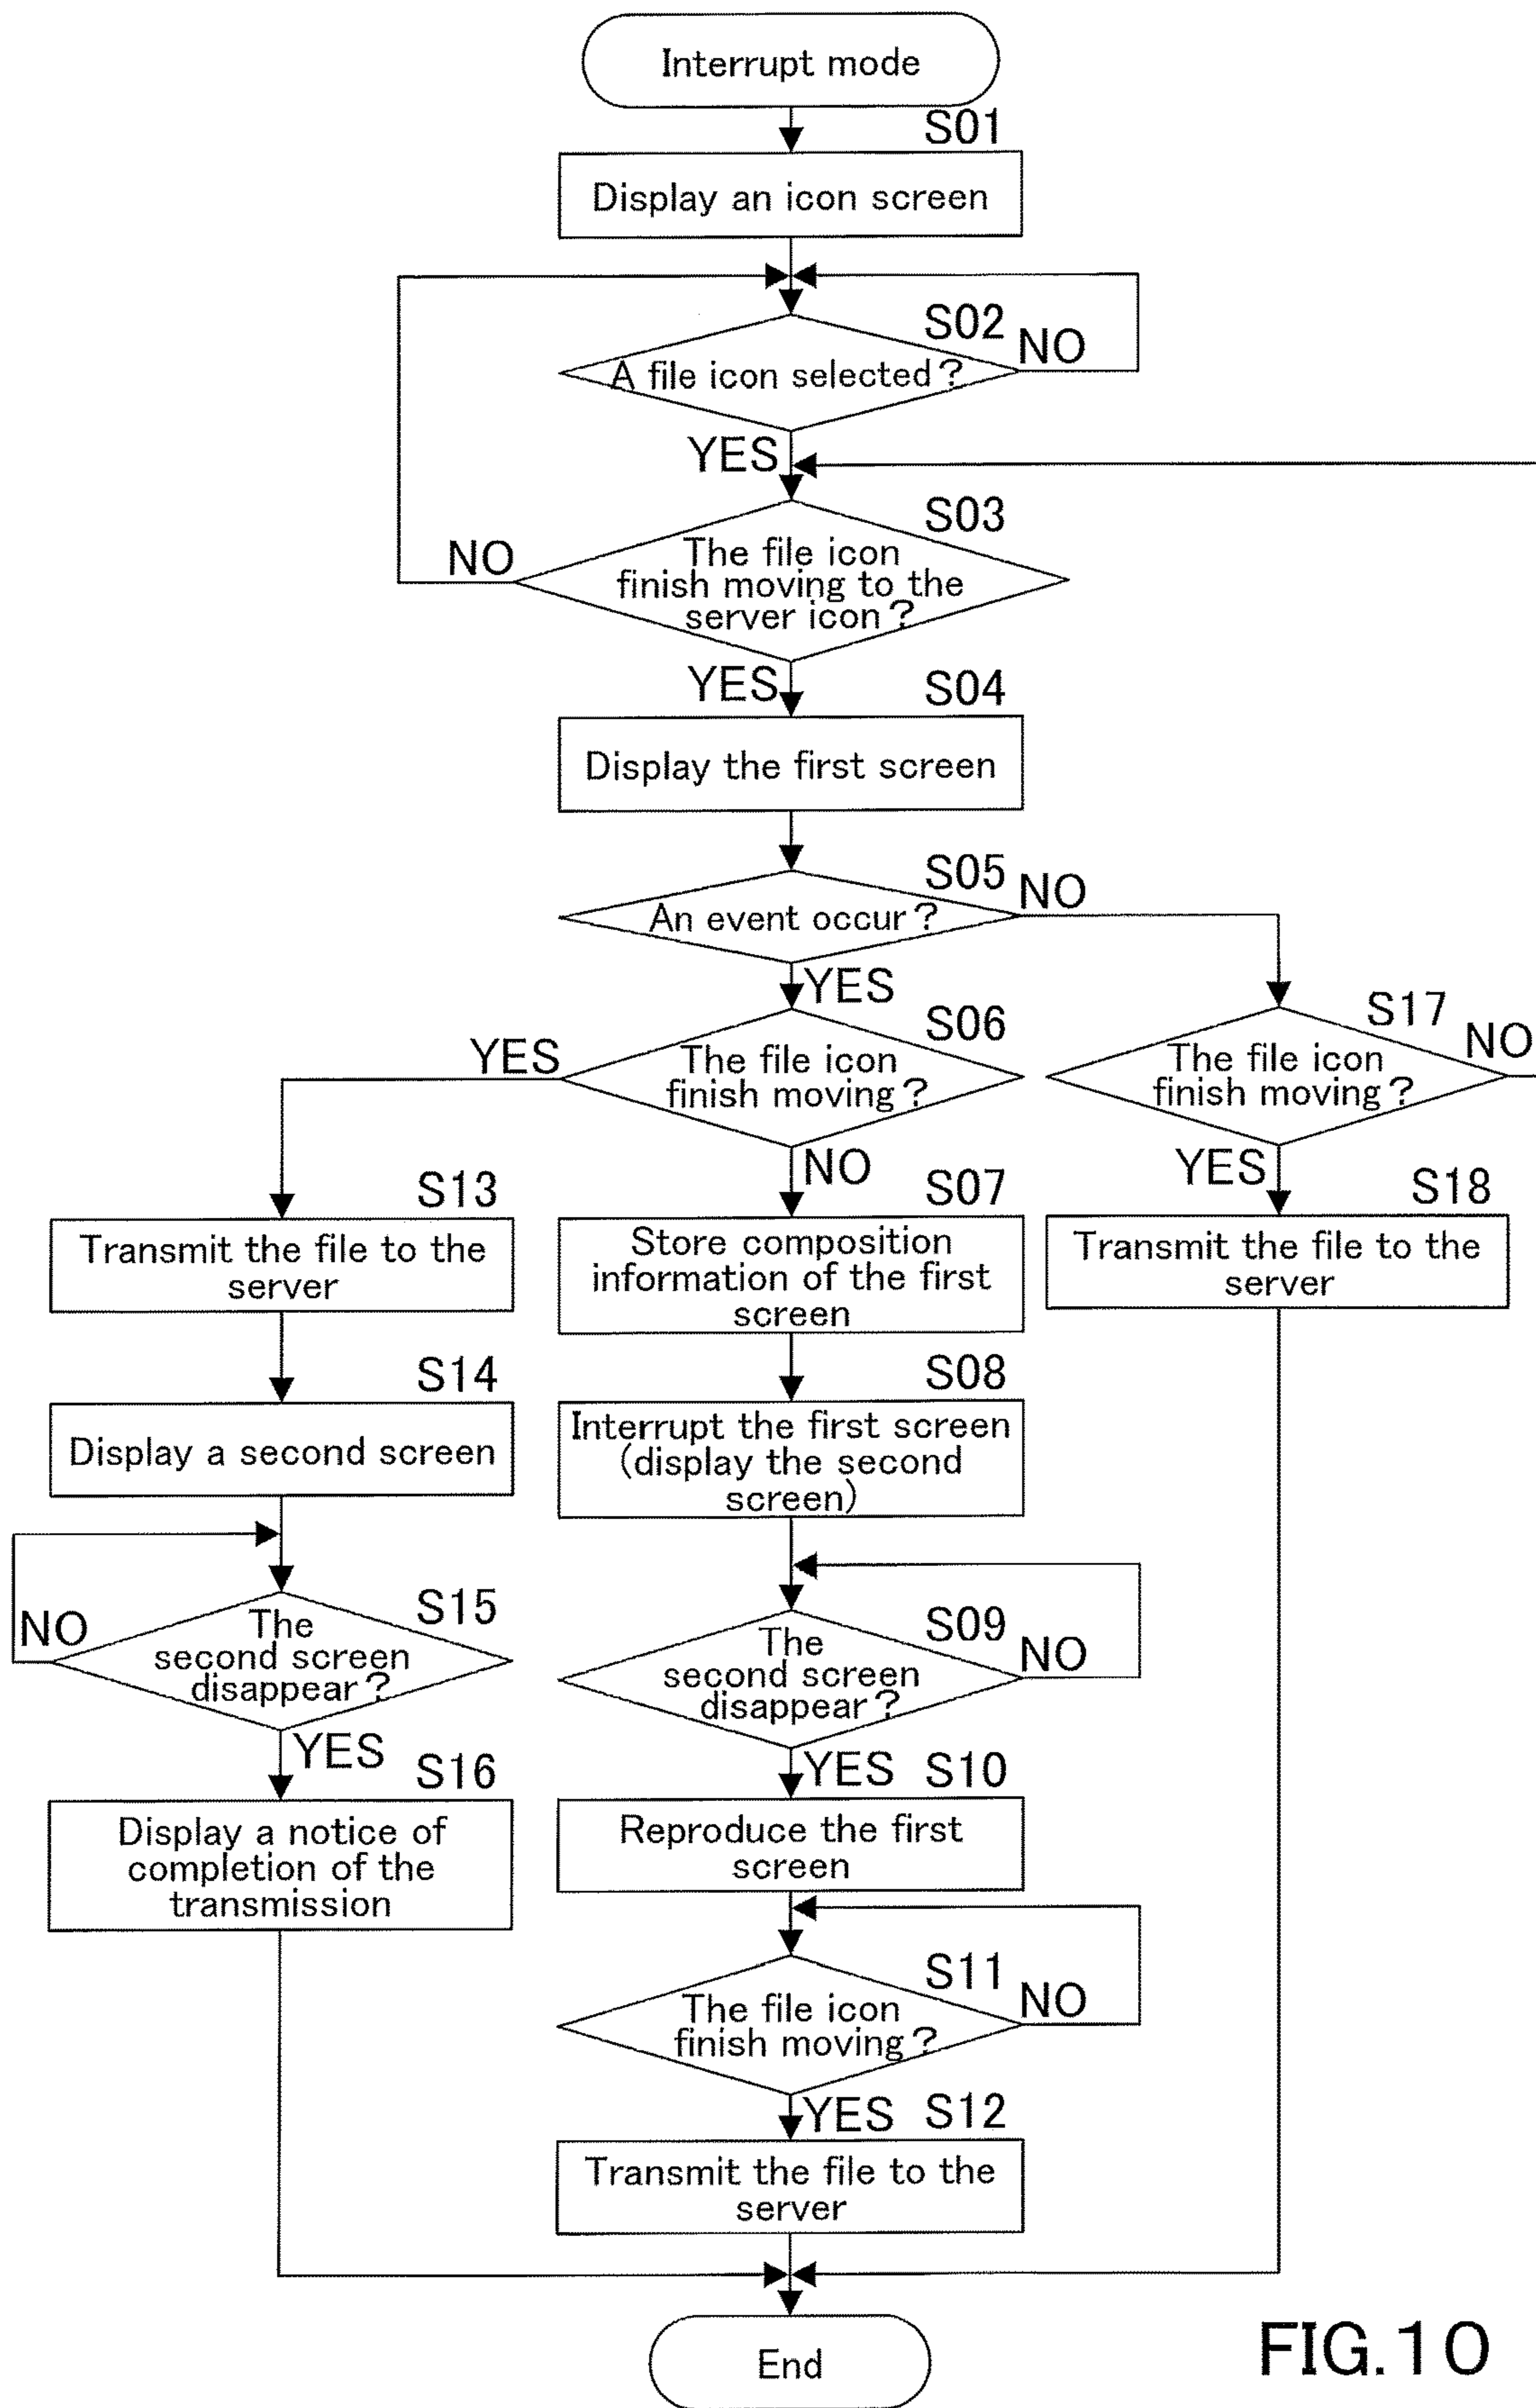 Interrupt mode
S01
Display an icon screen
S02
A file icon selected?
NO
YES
S03
The file icon
finish moving to the
server icon?
NO
YES
S04
Display the first screen
S05
An event occur?
NO
YES
S06
The file icon
finish moving?
YES
NO
S17
The file icon
finish moving?
NO
YES
S13
Transmit the file to the
server
S07
Store composition
information of the first
screen
S18
Transmit the file to the
server
S14
Display a second screen
S08
Interrupt the first screen
(display the second
screen)
S15
The
second screen
disappear?
NO
YES
S09
The
second screen
disappear?
NO
YES
S16
Display a notice of
completion of the
transmission
S10
Reproduce the first
screen
S11
The file icon
finish moving?
NO
YES
S12
Transmit the file to the
server
End
FIG.10